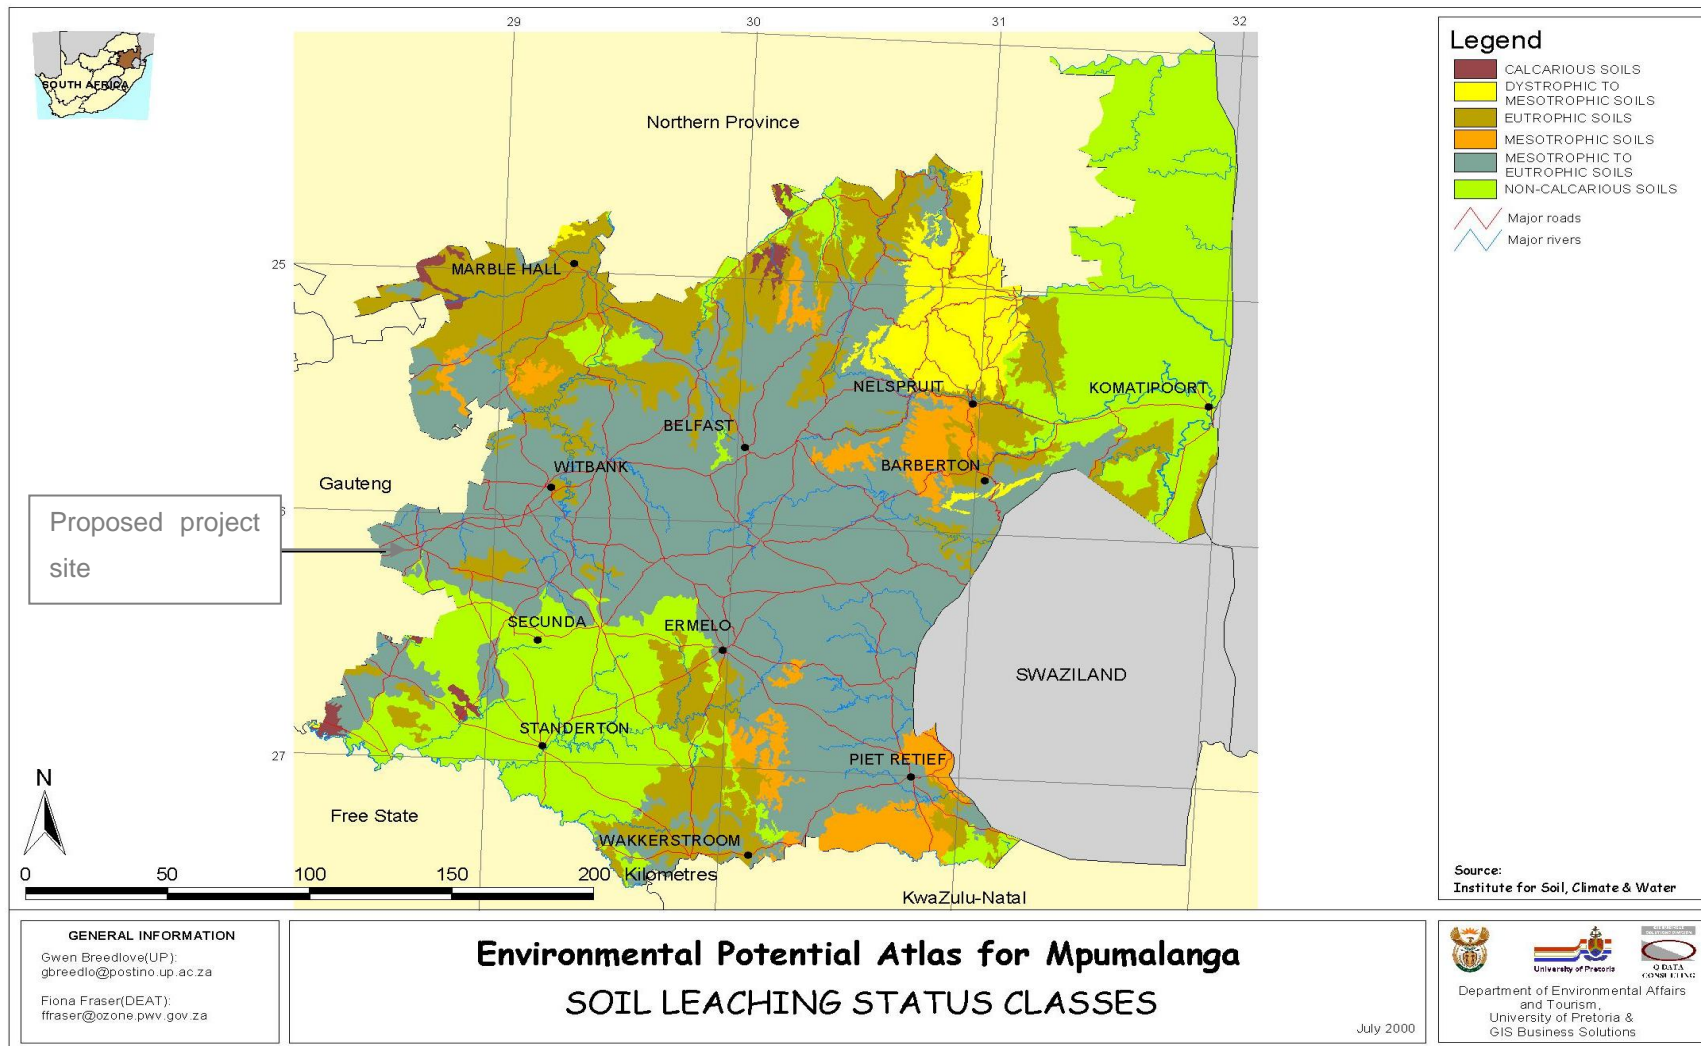 29
30
31
32
SOUTH AFRICA
Northern Province
25
MARBLE HALL
NELSPRUIT
KOMATIPOORT
BELFAST
BARBERTON
WITBANK
Gauteng
Proposed project
site
SECUNDA
ERMELO
SWAZILAND
STANDERTON
27
PIET RETIEF
N
Free State
WAKKERSTROOM
0 50 100 150 200 Kilometres
KwaZulu-Natal
Legend
CALCARIOUS SOILS
DYSTROPHIC TO
MESOTROPHIC SOILS
EUTROPHIC SOILS
MESOTROPHIC SOILS
MESOTROPHIC TO
EUTROPHIC SOILS
NON-CALCARIOUS SOILS
Major roads
Major rivers
Source:
Institute for Soil, Climate & Water
GENERAL INFORMATION
Gwen Breedlove(UP):
gbreedlo@postino.up.ac.za
Fiona Fraser(DEAT):
ffraser@ozone.pwv.gov.za
Environmental Potential Atlas for Mpumalanga
SOIL LEACHING STATUS CLASSES
July 2000
University of Pretoria
Q DATA
CONSULTING
Department of Environmental Affairs
and Tourism,
University of Pretoria &
GIS Business Solutions